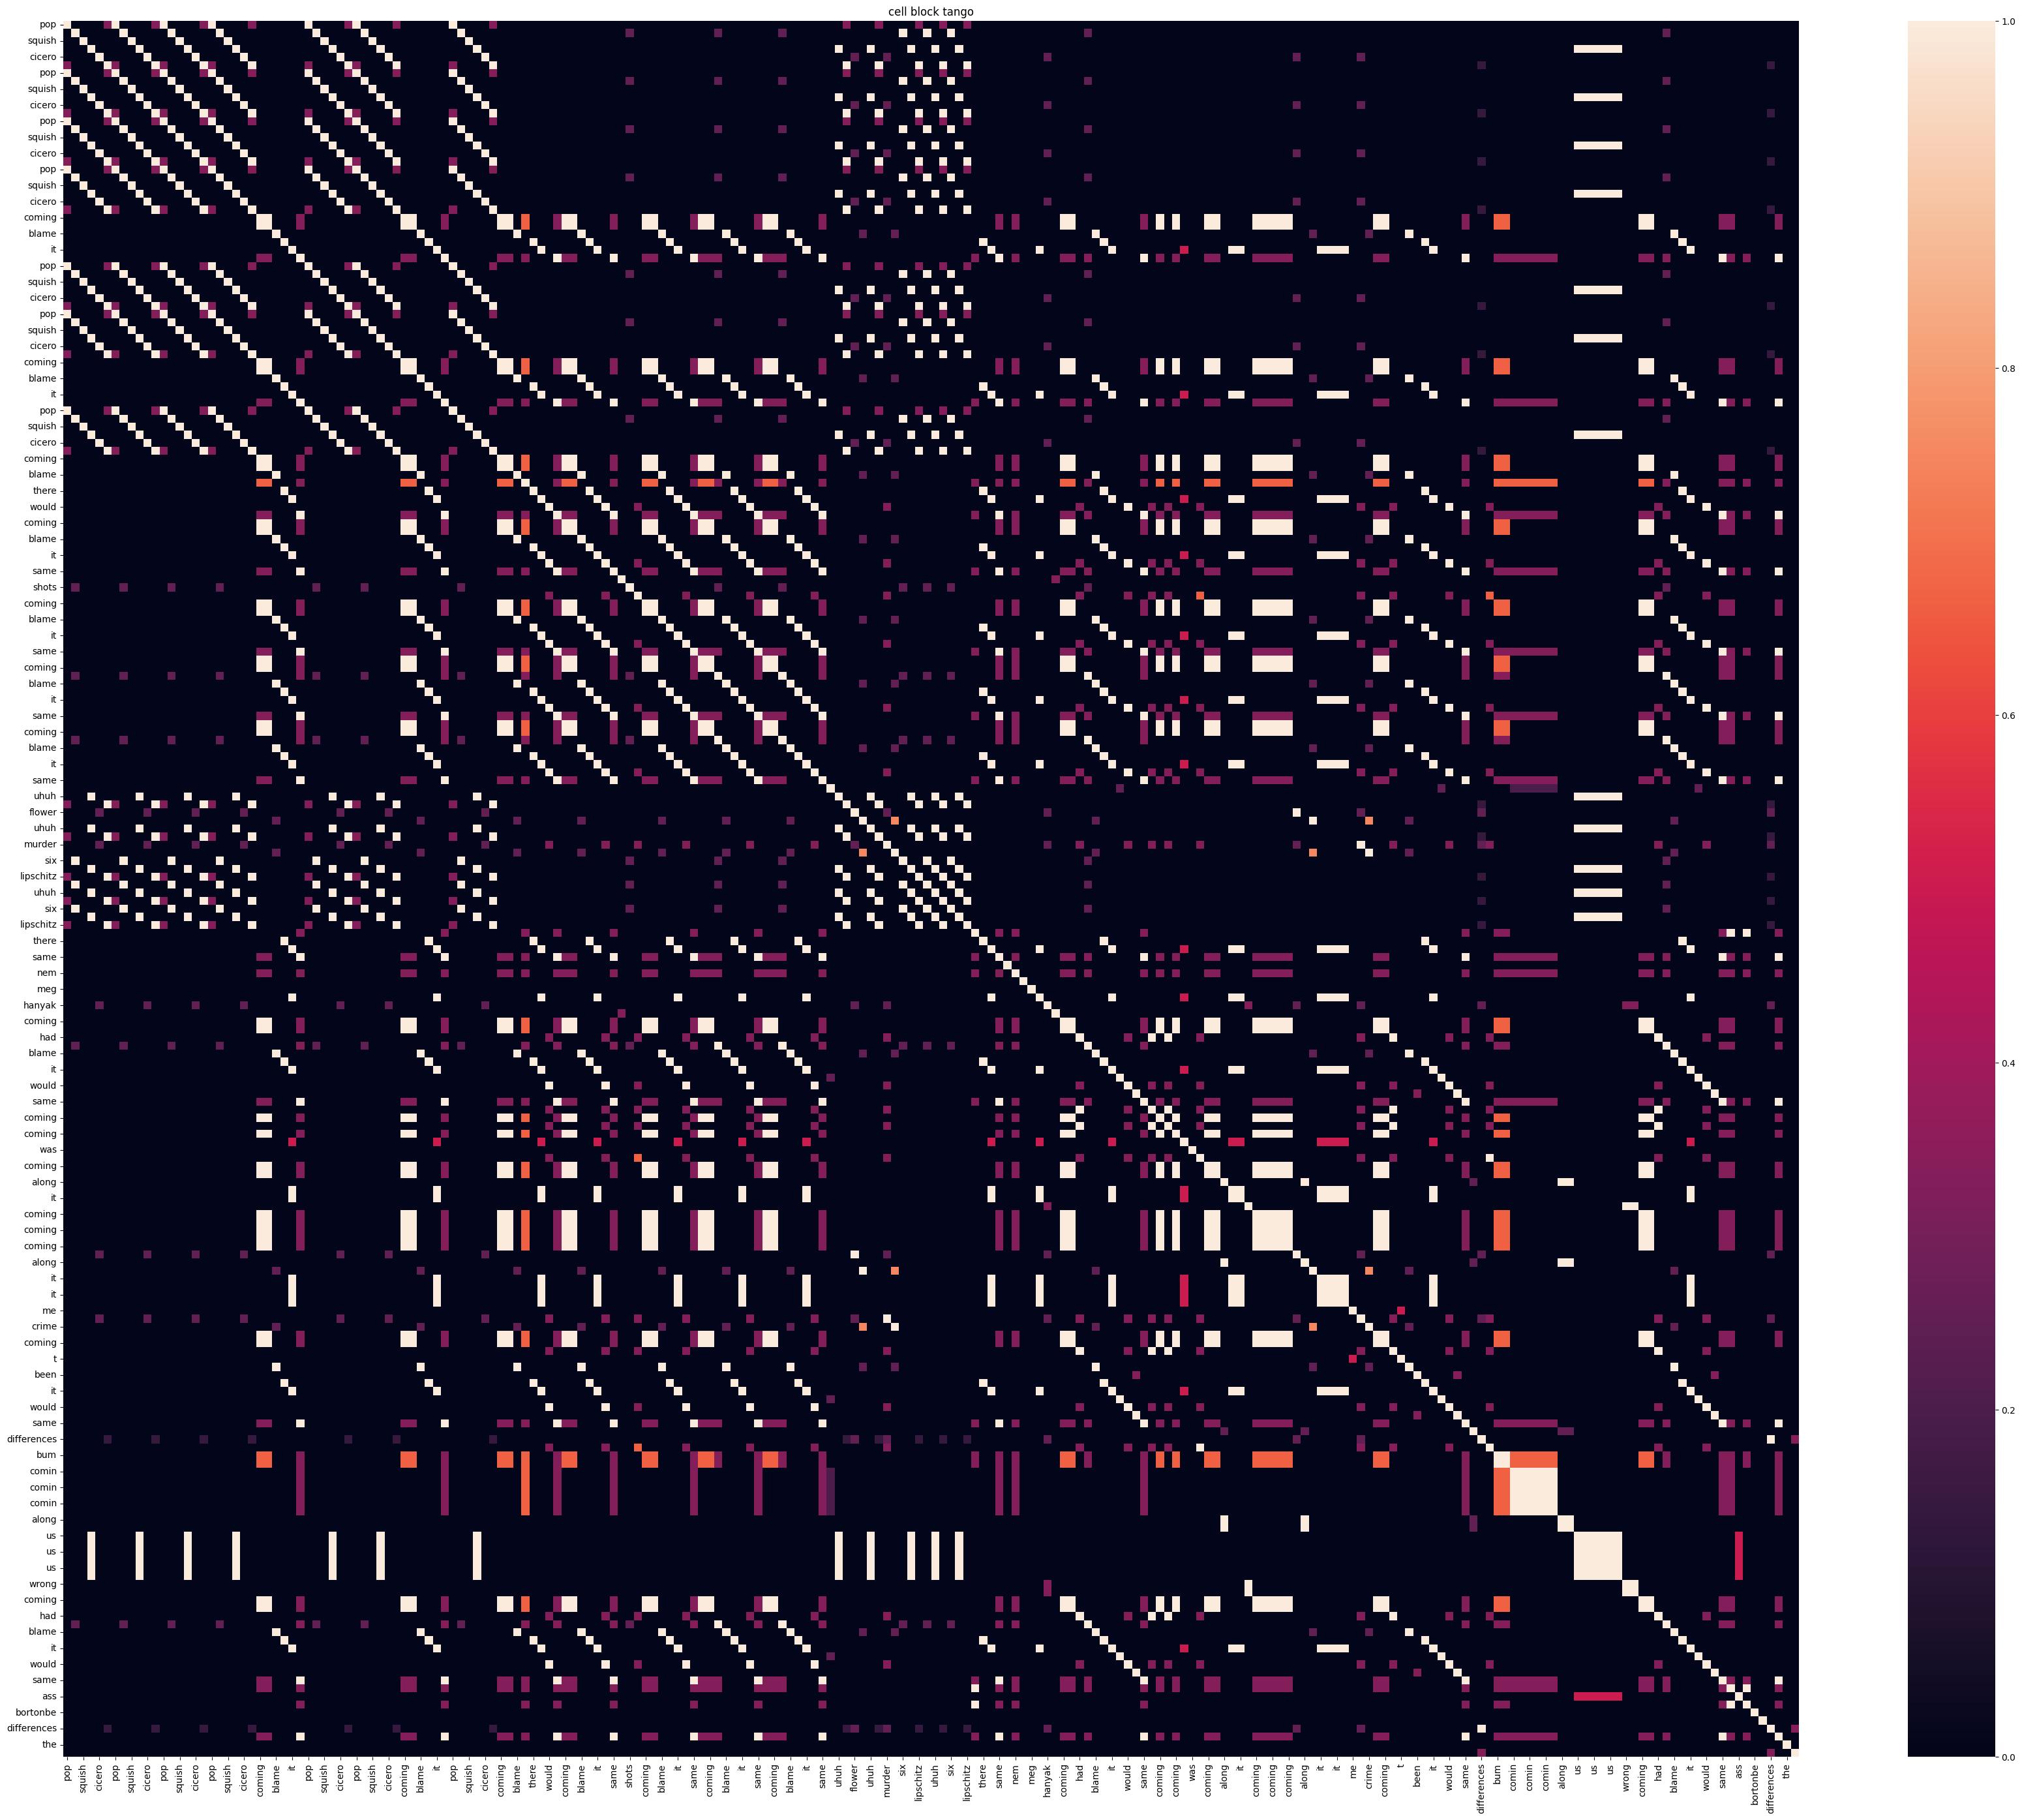 cell block tango
pop
squish
cicero
pop
squish
cicero
pop
squish
cicero
pop
squish
cicero
coming
blame
it
pop
squish
cicero
pop
squish
cicero
coming
blame
it
pop
squish
cicero
coming
blame
there
would
coming
blame
it
same
shots
coming
blame
it
same
coming
blame
it
same
coming
blame
it
same
uhuh
flower
uhuh
murder
six
lipschitz
uhuh
six
lipschitz
there
same
nem
meg
hanyak
coming
had
blame
it
would
same
coming
coming
was
coming
along
it
coming
coming
coming
along
it
it
me
crime
coming
t
been
it
would
same
differences
bum
comin
comin
comin
along
us
us
us
wrong
coming
had
blame
it
would
same
ass
bortonbe
differences
the
pop squish cicero pop squish cicero pop squish cicero pop squish cicero coming blame it pop squish cicero pop squish cicero coming blame it pop squish cicero coming blame there would coming blame it same shots coming blame it same coming blame it same coming blame it same uhuh flower uhuh murder six lipschitz uhuh six lipschitz there same nem meg hanyak coming had blame it would same coming coming was coming along it coming coming coming along it it me crime coming t been it would same differences bum comin comin comin along us us us wrong coming had blame it would same ass bortonbe differences the
1.0
0.8
0.6
0.4
0.2
0.0